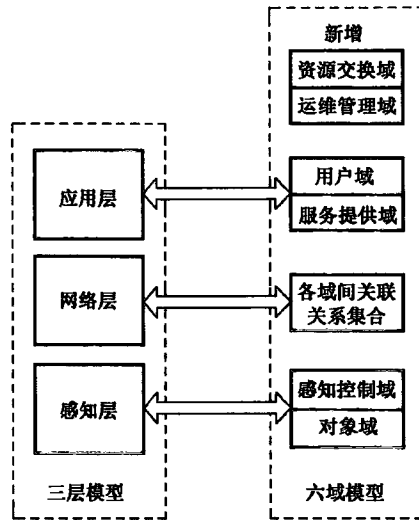 新增
资源交换域
运维管理域
应用层
用户域
服务提供域
网络层
各域间关联
关系集合
感知层
感知控制域
对象域
三层模型
六域模型